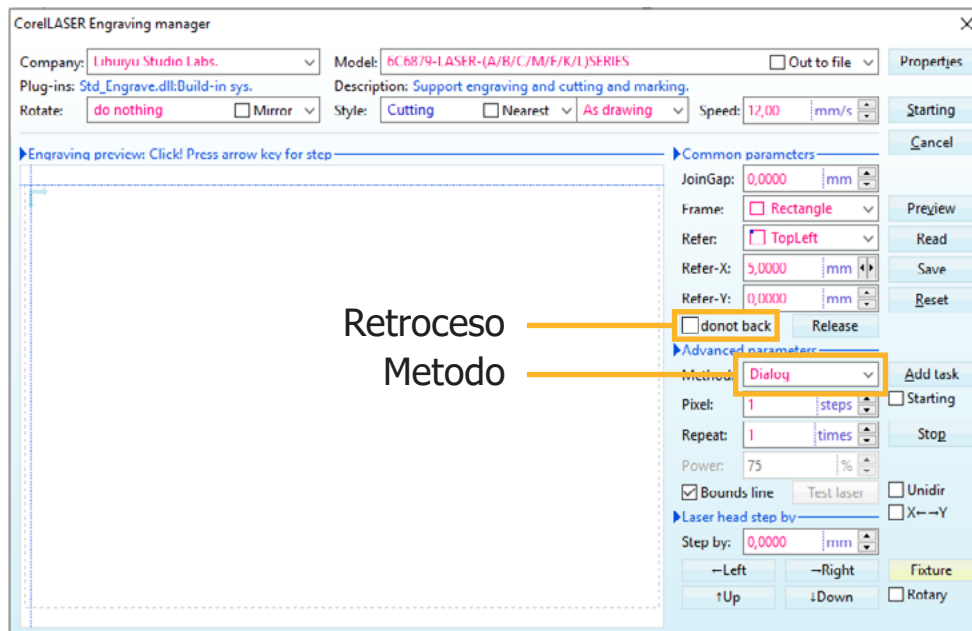 CorelLASER Engraving manager
Company: Lihuiyu Studio Labs. Model: 6C6879-LASER-(A/B/C/M/F/K/L)SERIES Out to file Properties
Plug-ins: Std_Engrave.dll:Build-in sys. Description: Support engraving and cutting and marking.
Rotate: do nothing Mirror Style: Cutting Nearest As drawing Speed: 12,00 mm/s Starting
Cancel
Engraving preview: Click! Press arrow key for step Common parameters
JoinGap: 0,0000 mm
Frame: Rectangle Preview
Refer: TopLeft Read
Refer-X: 5,0000 mm Save
Refer-Y: 0,0000 mm Reset
Retroceso donot back Release
Advanced parameters
Metodo Method: Dialog Add task
Pixel: 1 steps Starting
Repeat: 1 times Stop
Power: 75 %
Bounds line Test laser Unidir
Laser head step by X←→Y
Step by: 0,0000 mm
←Left →Right Fixture
↑Up ↓Down Rotary